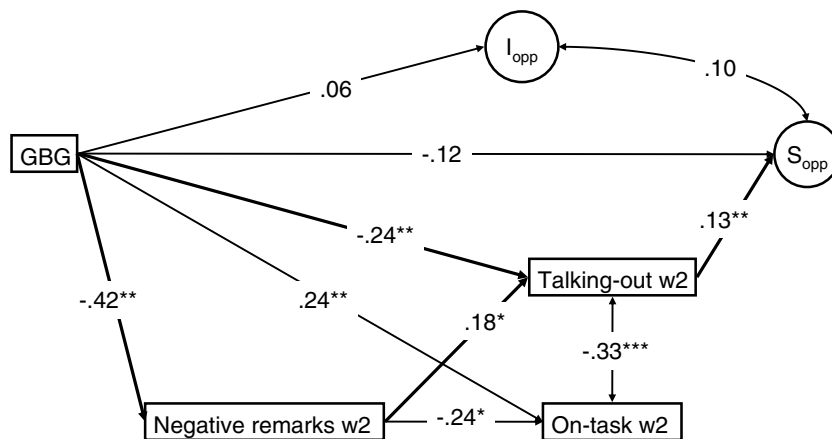 I_opp
.10
.06
GBG
-.12
S_opp
.13**
-.24**
Talking-out w2
-.42**
.24**
.18*
-.33***
Negative remarks w2
-.24*
On-task w2